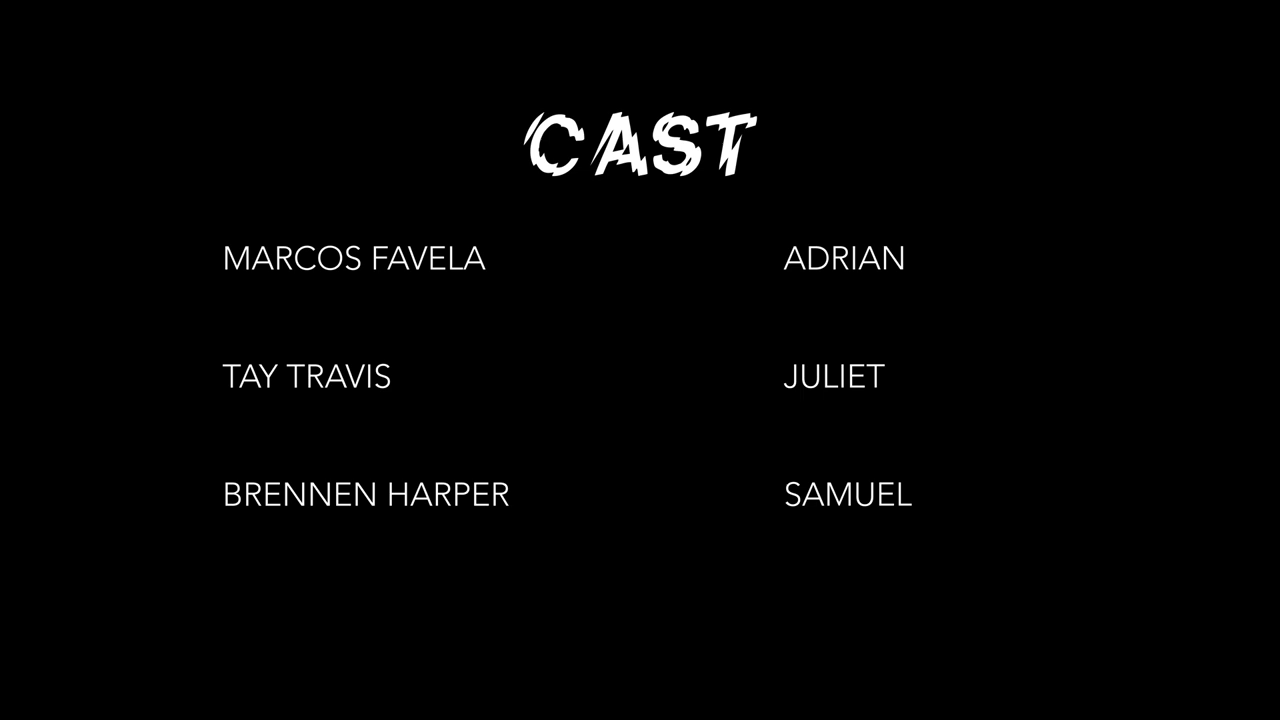 CAST
MARCOS FAVELA ADRIAN
TAY TRAVIS JULIET
BRENNEN HARPER SAMUEL